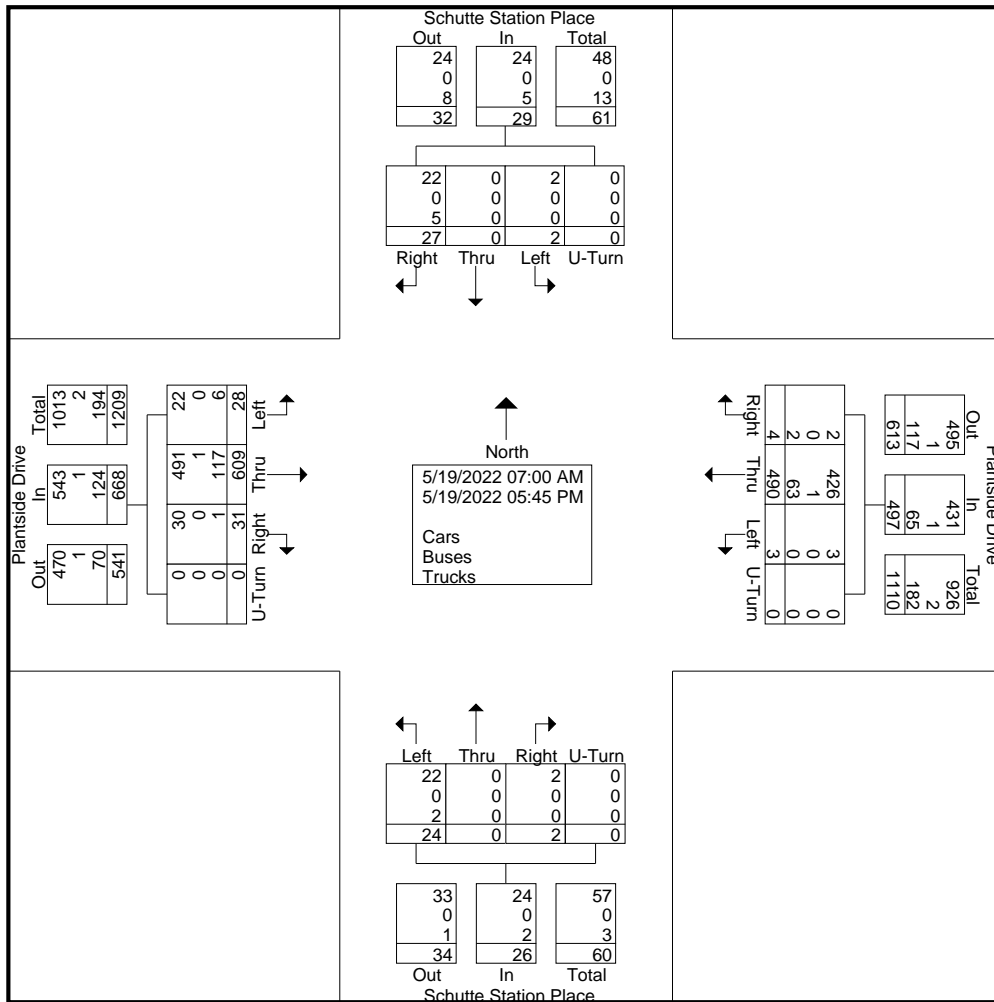 Schutte Station Place
Out In Total
24 24 48
0 0 0
8 5 13
32 29 61
22 0 2 0
0 0 0 0
5 0 0 0
27 0 2 0
Right Thru Left U-Turn
Plantside Drive
Total
1013
2
194
1209
In
543
1
124
668
Out
470
1
70
541
Left
22
0
6
28
Thru
491
1
117
609
Right
30
0
1
31
U-Turn
0
0
0
0
North
5/19/2022 07:00 AM
5/19/2022 05:45 PM
Cars
Buses
Trucks
Right
2
0
2
4
Thru
426
1
63
490
Left
3
0
0
3
U-Turn
0
0
0
0
Out
495
1
117
613
In
431
1
65
497
Total
926
2
182
1110
Plantside Drive
Left Thru Right U-Turn
22 0 2 0
0 0 0 0
2 0 0 0
24 0 2 0
33 24 57
0 0 0
1 2 3
34 26 60
Out In Total
Schutte Station Place